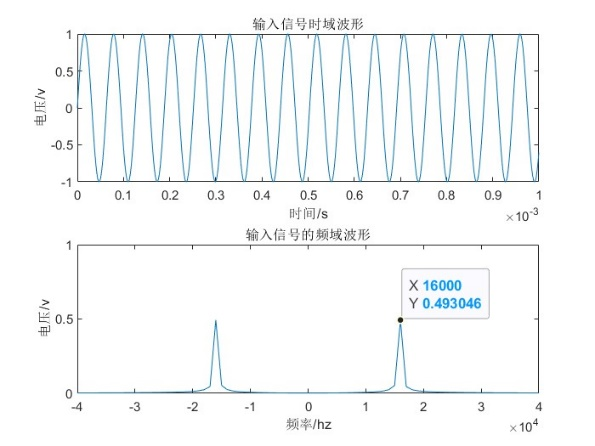 输入信号时域波形
1
0.5
0
-0.5
-1
电压/v
0 0.1 0.2 0.3 0.4 0.5 0.6 0.7 0.8 0.9 1
时间/s
×10⁻³
输入信号的频域波形
1
0.5
0
电压/v
X 16000
Y 0.493046
-4 -3 -2 -1 0 1 2 3 4
频率/hz
×10⁴